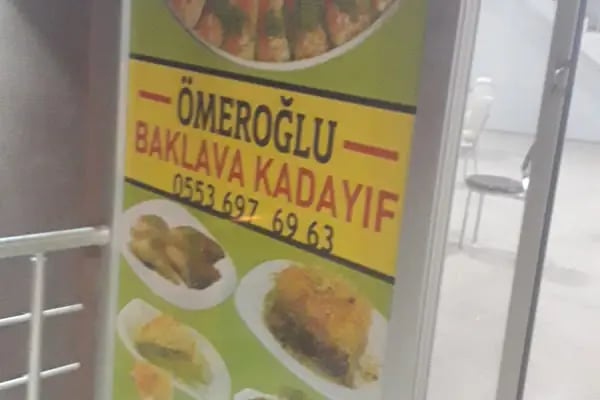 ÖMEROĞLU
BAKLAVA KADAYIF
0553 697 69 63